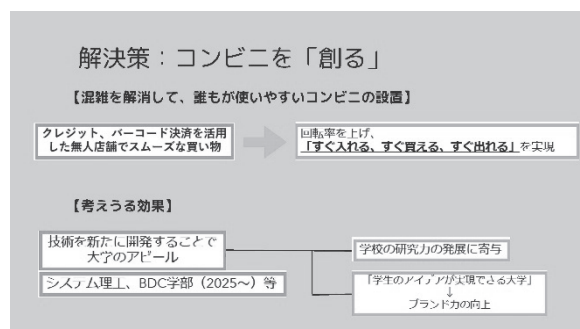 解決策：コンビニを「創る」
【混雑を解消して、誰もが使いやすいコンビニの設置】
クレジット、バーコード決済を活用
した無人店舗でスムーズな買い物
回転率を上げ、
「すぐ入れる、すぐ買える、すぐ出れる」を実現
【考えうる効果】
技術を新たに開発することで
大学のアピール
システム理工、BDC学部（2025～）等
学校の研究力の発展に寄与
「学生のアイデアが実現できる大学」
↓
ブランド力の向上